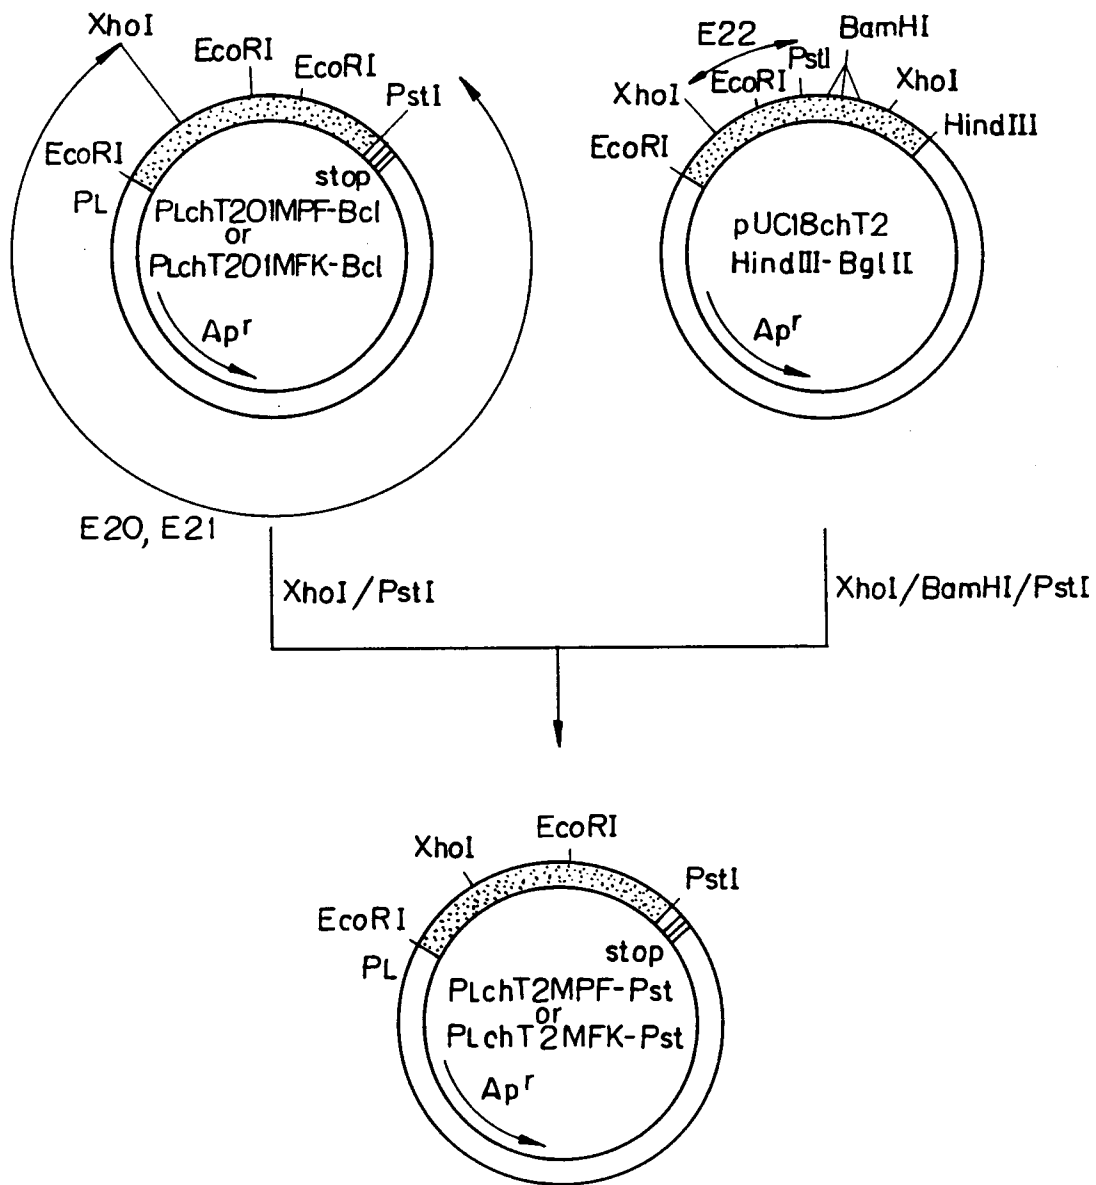 XhoI
EcoRI
EcoRI
PstI
EcoRI
PL
stop
PLchT201MPF-Bcl
or
PLchT201MFK-Bcl
Apr
E20, E21
E22
BamHI
PstI
EcoRI
XhoI
XhoI
HindIII
EcoRI
pUC18chT2
HindIII-BglII
Apr
XhoI/PstI
XhoI/BamHI/PstI
EcoRI
XhoI
PstI
EcoRI
PL
stop
PLchT2MPF-Pst
or
PLchT2MFK-Pst
Apr